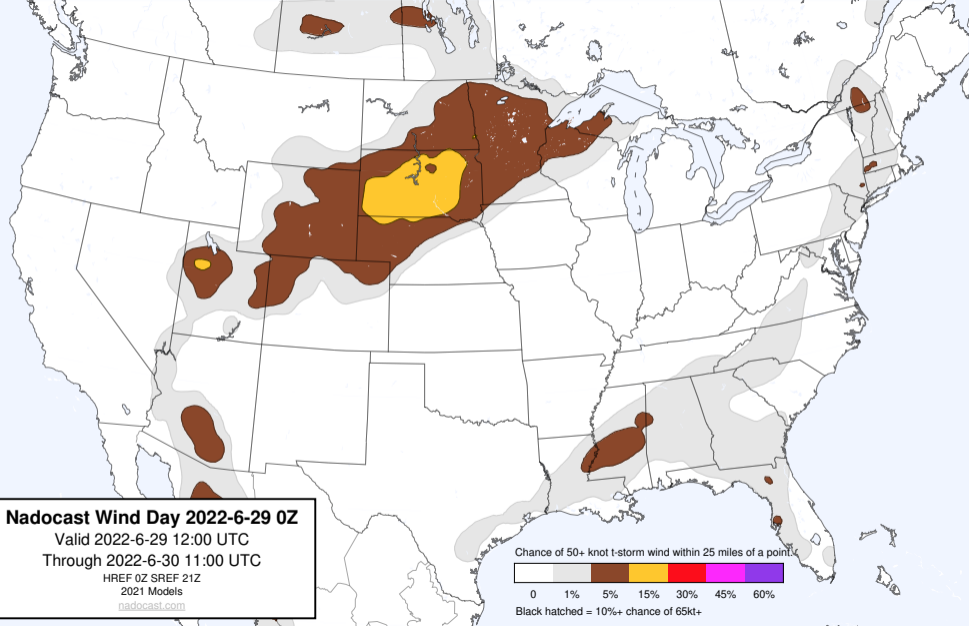 Nadocast Wind Day 2022-6-29 0Z
Valid 2022-6-29 12:00 UTC
Through 2022-6-30 11:00 UTC
HREF 0Z SREF 21Z
2021 Models
nadocast.com
Chance of 50+ knot t-storm wind within 25 miles of a point.
0 1% 5% 15% 30% 45% 60%
Black hatched = 10%+ chance of 65kt+